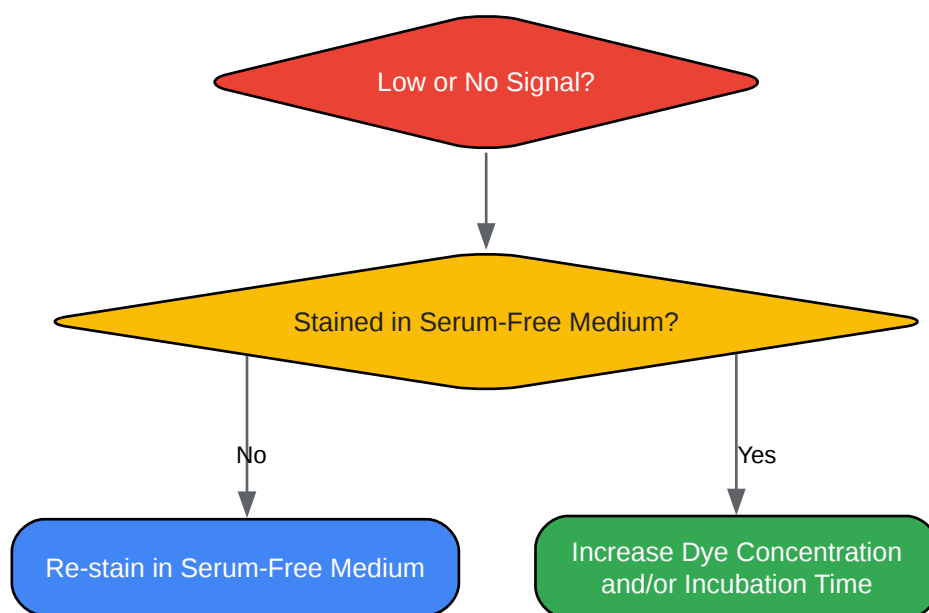 Low or No Signal?
Stained in Serum-Free Medium?
No
Yes
Re-stain in Serum-Free Medium
Increase Dye Concentration
and/or Incubation Time